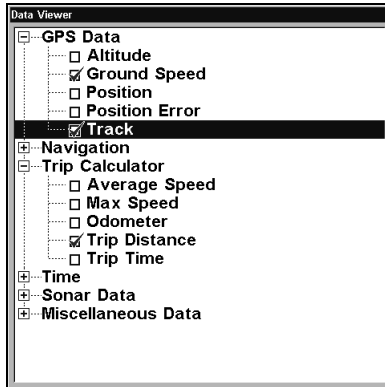 Data Viewer
GPS Data
Altitude
Ground Speed
Position
Position Error
Track
Navigation
Trip Calculator
Average Speed
Max Speed
Odometer
Trip Distance
Trip Time
Time
Sonar Data
Miscellaneous Data